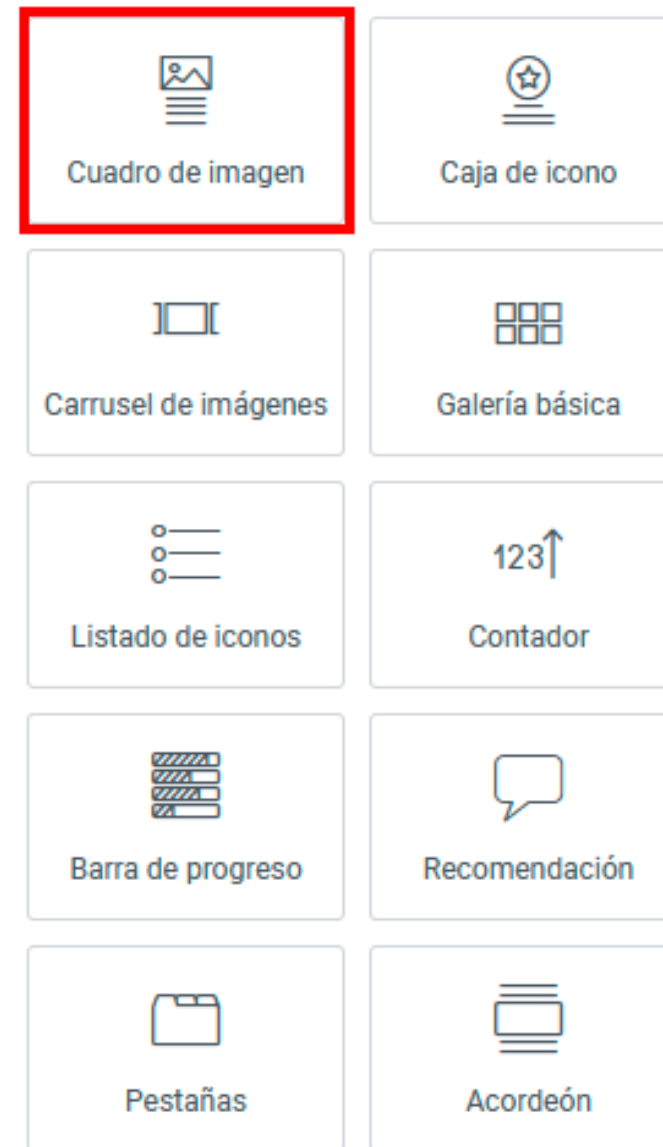 Cuadro de imagen
Caja de icono
Carrusel de imágenes
Galería básica
Listado de iconos
123
Contador
Barra de progreso
Recomendación
Pestañas
Acordeón